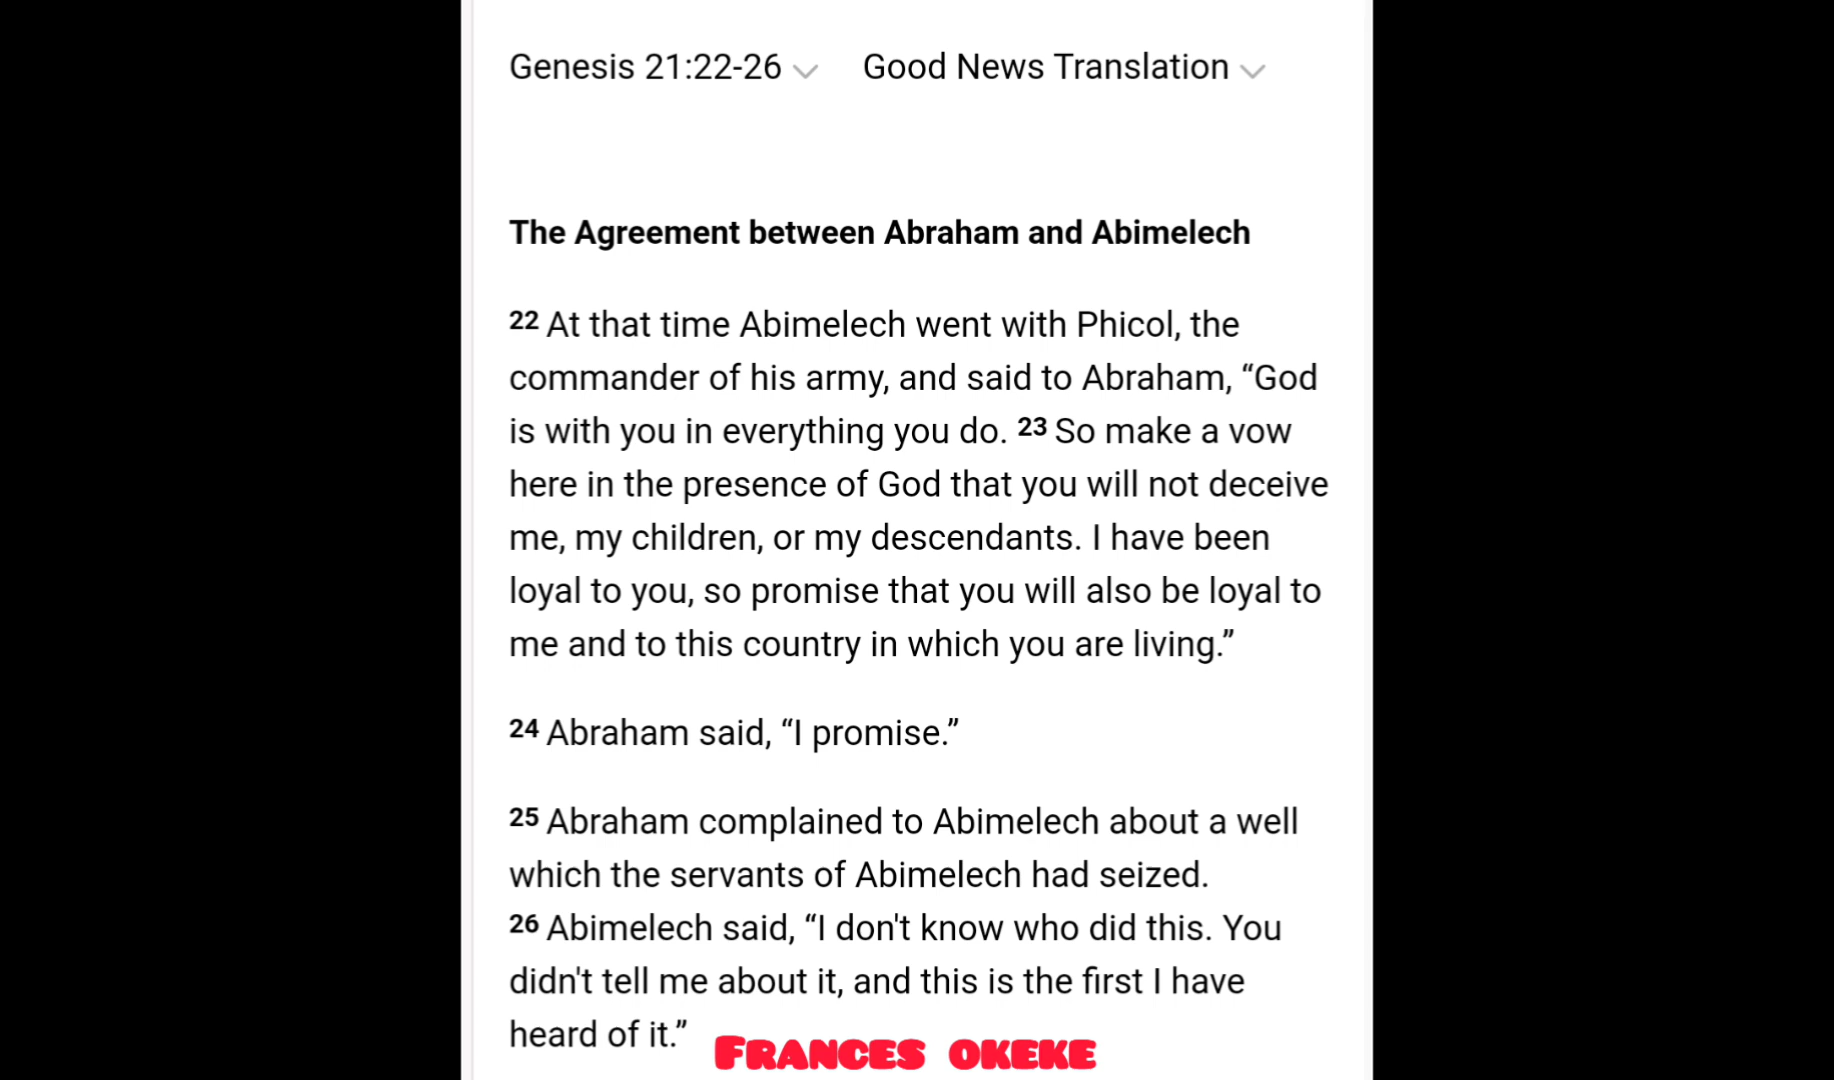 Genesis 21:22-26 Good News Translation
The Agreement between Abraham and Abimelech
22 At that time Abimelech went with Phicol, the
commander of his army, and said to Abraham, “God
is with you in everything you do. 23 So make a vow
here in the presence of God that you will not deceive
me, my children, or my descendants. I have been
loyal to you, so promise that you will also be loyal to
me and to this country in which you are living.”
24 Abraham said, “I promise.”
25 Abraham complained to Abimelech about a well
which the servants of Abimelech had seized.
26 Abimelech said, “I don't know who did this. You
didn't tell me about it, and this is the first I have
heard of it.”
FRANCES OKEKE